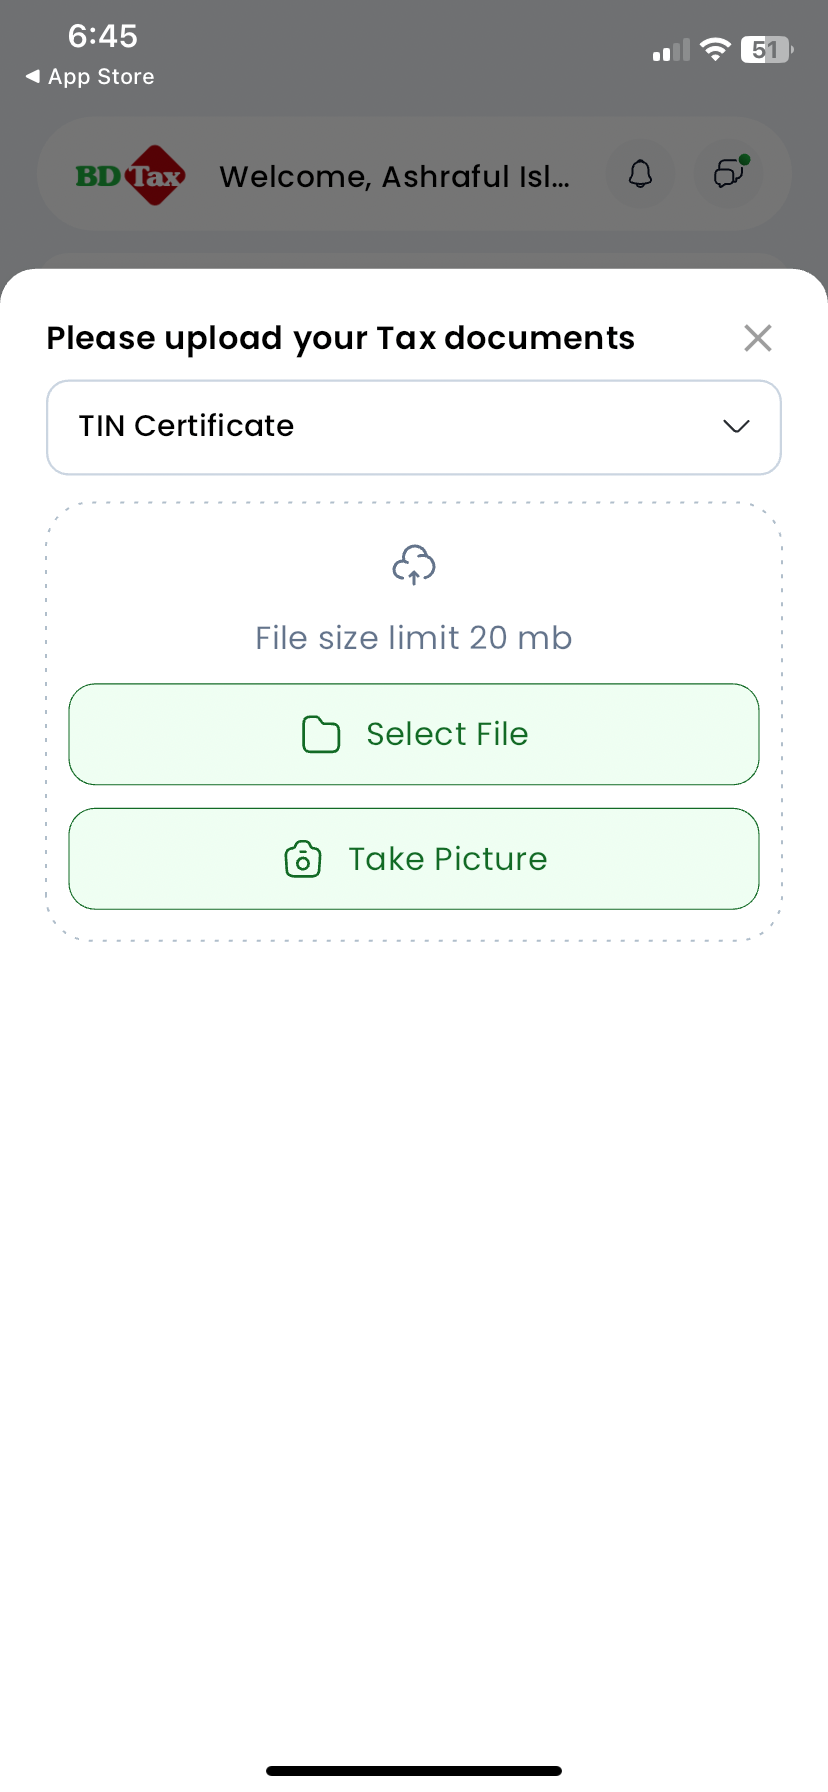 6:45
51
◀ App Store
BD Tax
Welcome, Ashraful Isl...
Please upload your Tax documents
TIN Certificate
File size limit 20 mb
Select File
Take Picture